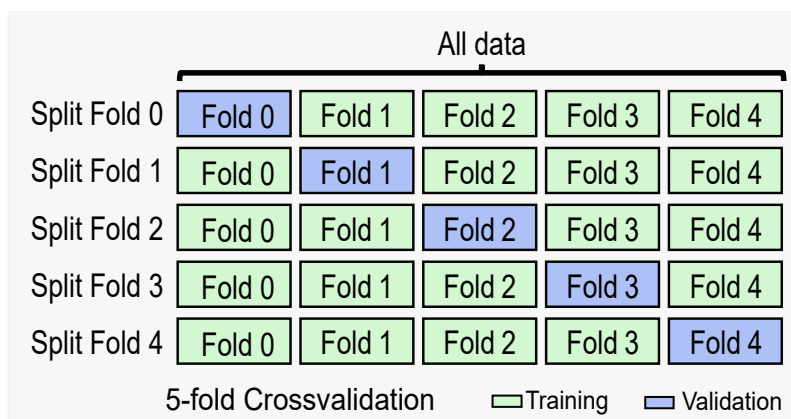 All data
Split Fold 0 Fold 0 Fold 1 Fold 2 Fold 3 Fold 4
Split Fold 1 Fold 0 Fold 1 Fold 2 Fold 3 Fold 4
Split Fold 2 Fold 0 Fold 1 Fold 2 Fold 3 Fold 4
Split Fold 3 Fold 0 Fold 1 Fold 2 Fold 3 Fold 4
Split Fold 4 Fold 0 Fold 1 Fold 2 Fold 3 Fold 4
5-fold Crossvalidation Training Validation